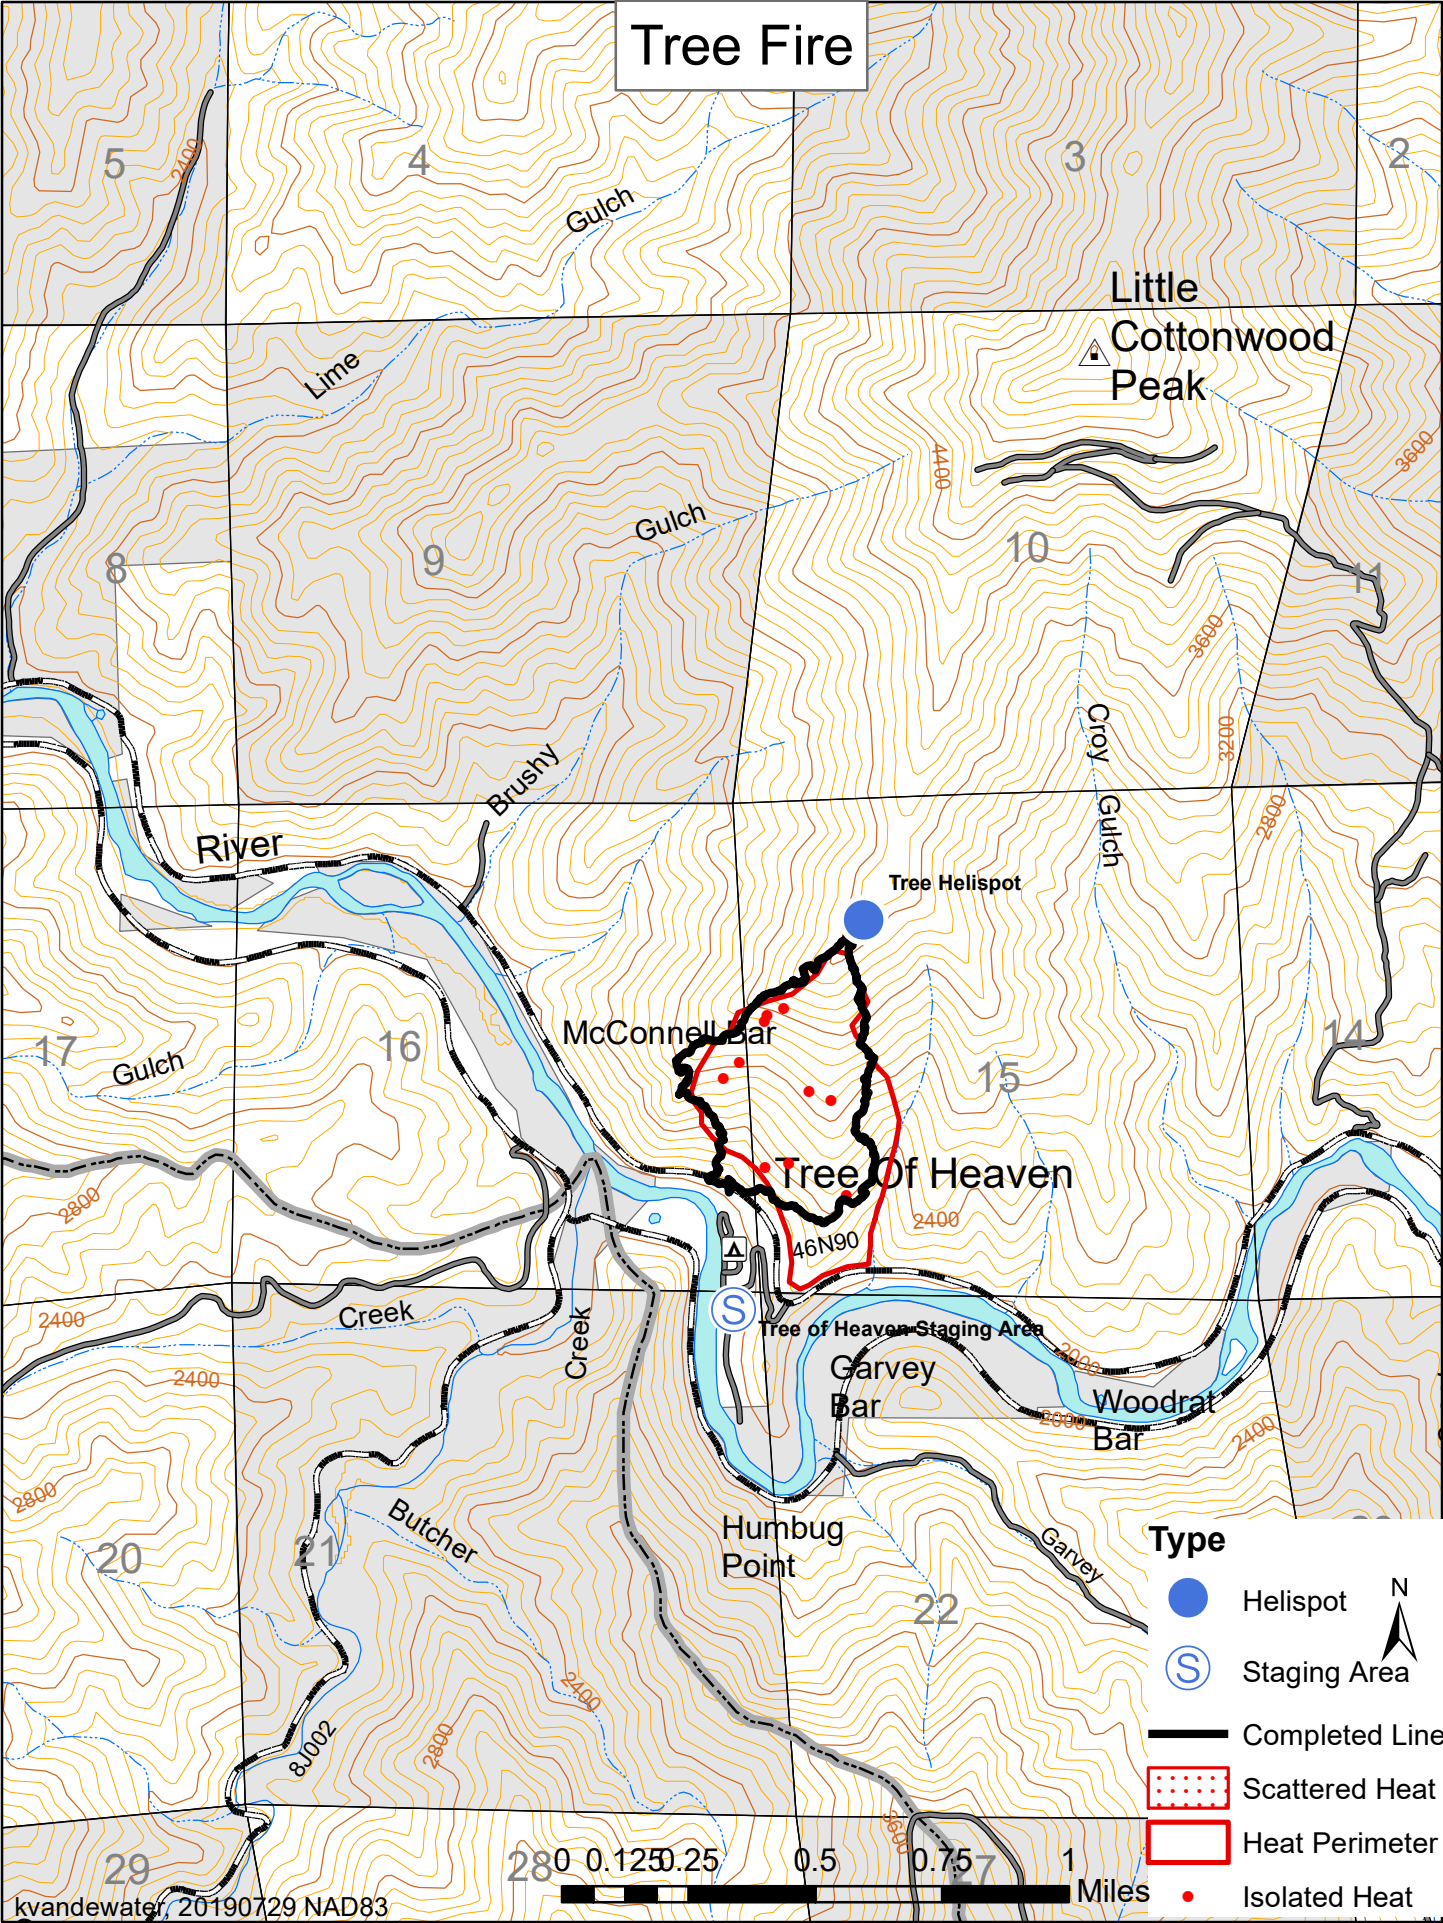 Tree Fire
5
2400
4
3
2
Gulch
Little
Cottonwood
Peak
Lime
4400
3600
Gulch
8
9
10
11
3600
Croy
3200
Brushy
Gulch
2800
River
Tree Helispot
McConnell Bar
17
Gulch
16
15
14
Tree Of Heaven
2800
2400
46N90
2400
Creek
Creek
Tree of Heaven Staging Area
2000
2400
Garvey
Bar
Woodrat
Bar
2000
2400
2800
Butcher
Humbug
Point
Garvey
20
21
22
2400
8J002
2800
3600
29
28
27
0 0.125 0.25 0.5 0.75 1
Miles
kvandewater, 20190729 NAD83
Type
N
Helispot
S
Staging Area
Completed Line
Scattered Heat
Heat Perimeter
Isolated Heat
S